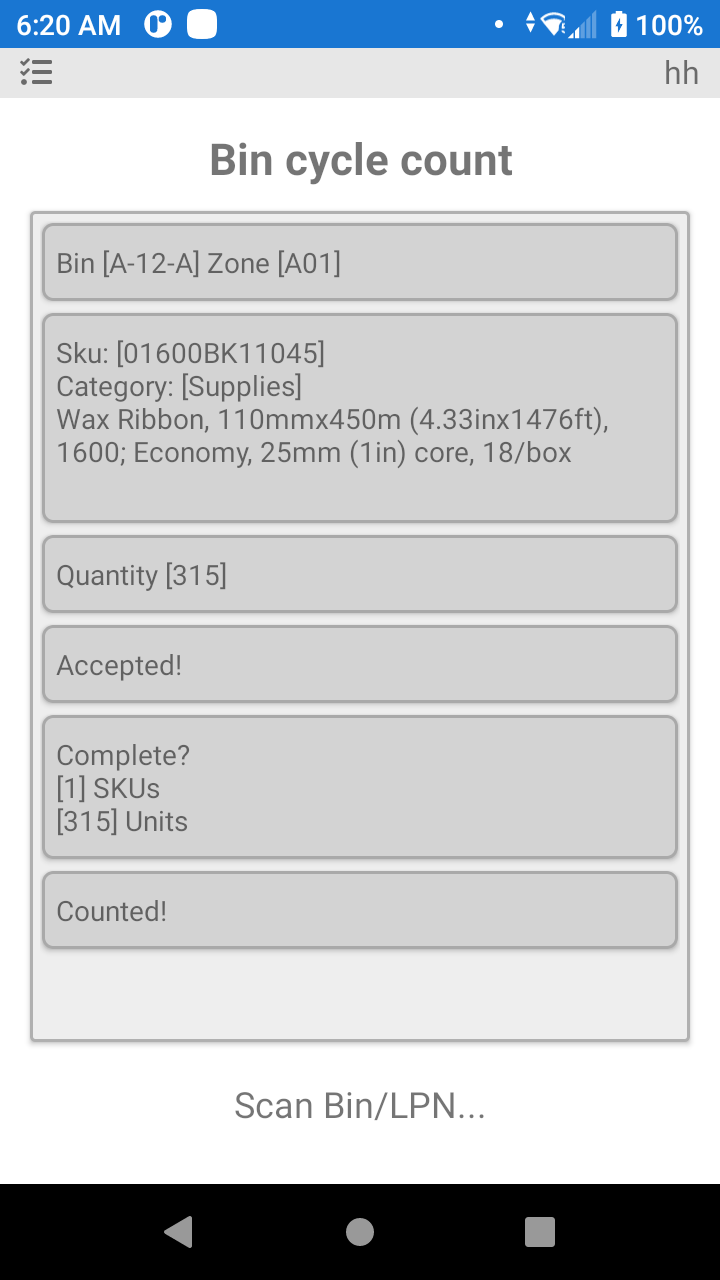 6:20 AM
100%
hh
Bin cycle count
Bin [A-12-A] Zone [A01]
Sku: [01600BK11045]
Category: [Supplies]
Wax Ribbon, 110mmx450m (4.33inx1476ft),
1600; Economy, 25mm (1in) core, 18/box
Quantity [315]
Accepted!
Complete?
[1] SKUs
[315] Units
Counted!
Scan Bin/LPN...